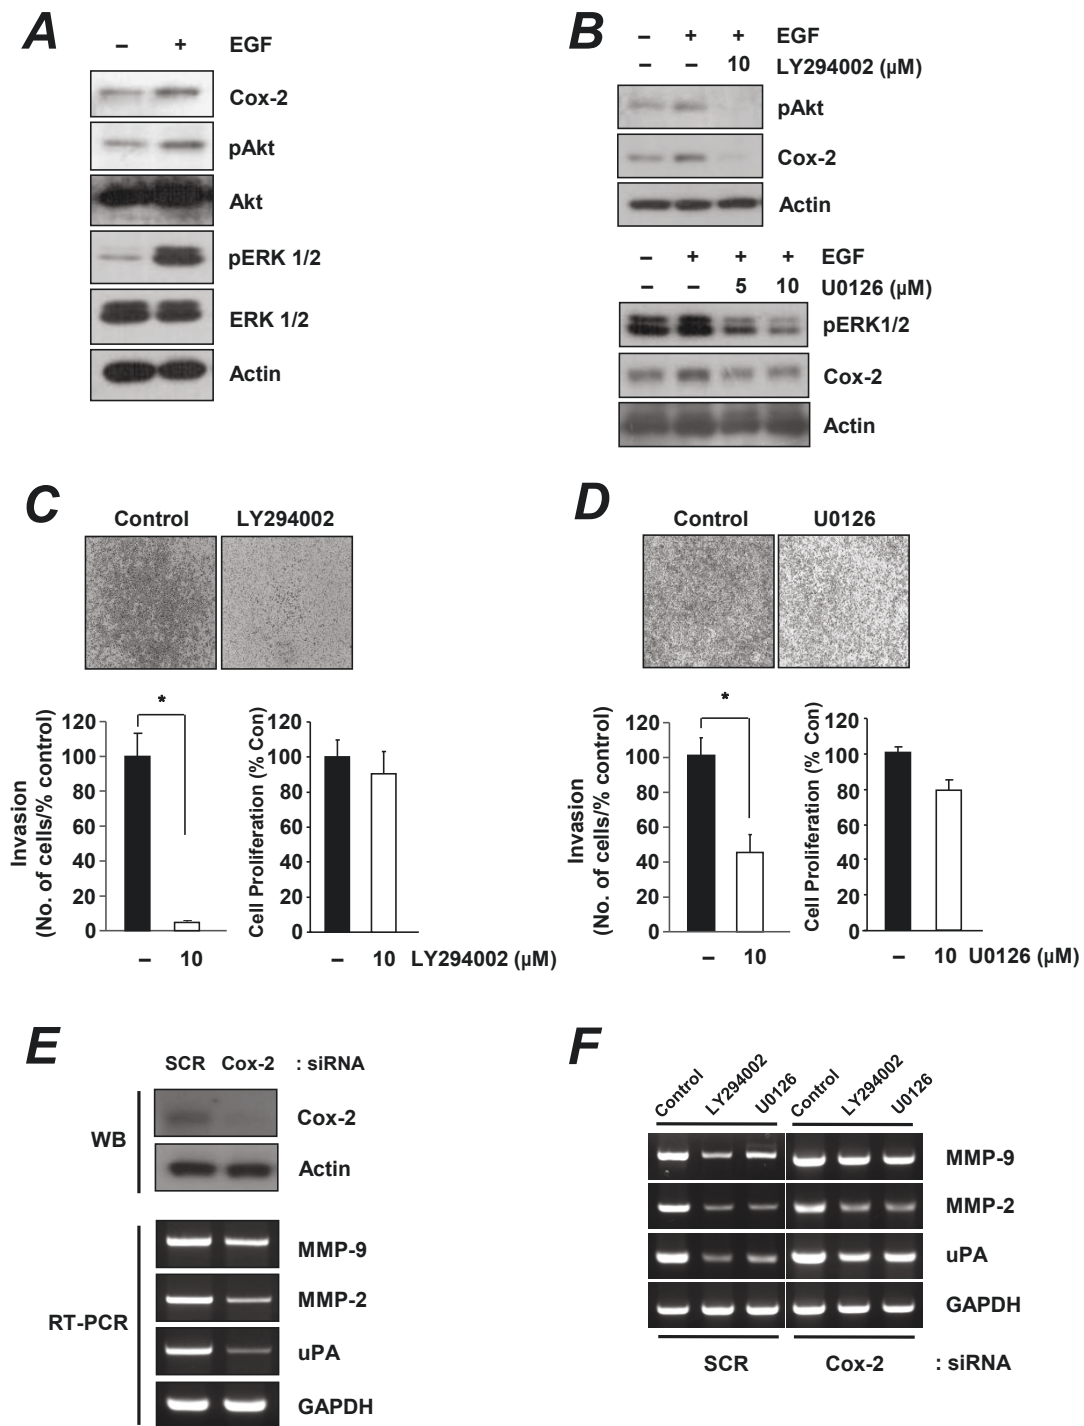 A
– + EGF
Cox-2
pAkt
Akt
pERK 1/2
ERK 1/2
Actin
B
– + + EGF
– – 10 LY294002 (µM)
pAkt
Cox-2
Actin
– + + + EGF
– – 5 10 U0126 (µM)
pERK1/2
Cox-2
Actin
C
Control LY294002
*
Invasion
(No. of cells/% control)
120
100
80
60
40
20
0
– 10
Cell Proliferation (% Con)
120
100
80
60
40
20
0
– 10 LY294002 (µM)
D
Control U0126
*
Invasion
(No. of cells/% control)
120
100
80
60
40
20
0
– 10
Cell Proliferation (% Con)
120
100
80
60
40
20
0
– 10 U0126 (µM)
E
SCR Cox-2 : siRNA
WB
Cox-2
Actin
RT-PCR
MMP-9
MMP-2
uPA
GAPDH
F
Control LY294002 U0126 Control LY294002 U0126
MMP-9
MMP-2
uPA
GAPDH
SCR Cox-2 : siRNA